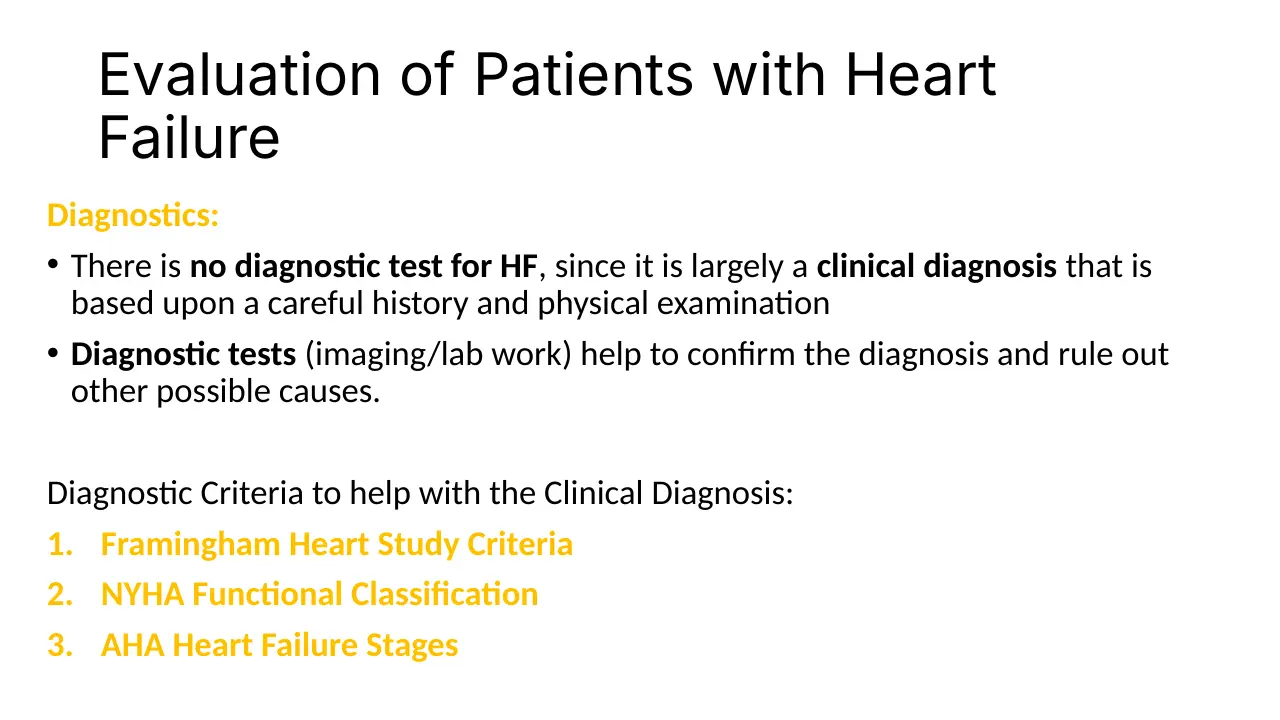 Evaluation of Patients with Heart
Failure
Diagnostics:
• There is no diagnostic test for HF, since it is largely a clinical diagnosis that is
based upon a careful history and physical examination
• Diagnostic tests (imaging/lab work) help to confirm the diagnosis and rule out
other possible causes.
Diagnostic Criteria to help with the Clinical Diagnosis:
1. Framingham Heart Study Criteria
2. NYHA Functional Classification
3. AHA Heart Failure Stages